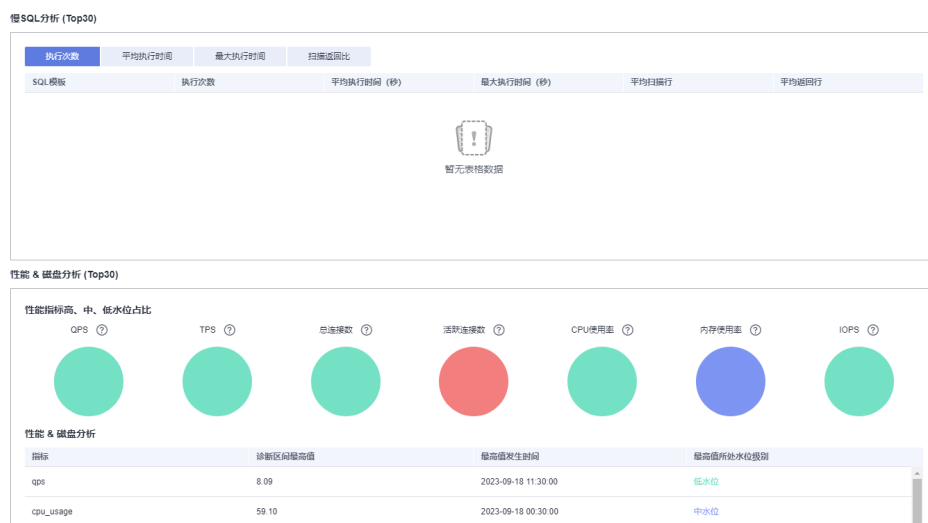 慢SQL分析 (Top30)
执行次数 平均执行时间 最大执行时间 扫描返回比
SQL模板 执行次数 平均执行时间（秒） 最大执行时间（秒） 平均扫描行 平均返回行
暂无表格数据
性能 & 磁盘分析 (Top30)
性能指标高、中、低水位占比
QPS ? TPS ? 总连接数 ? 活跃连接数 ? CPU使用率 ? 内存使用率 ? IOPS ?
性能 & 磁盘分析
指标 诊断区间最高值 最高值发生时间 最高值所处水位级别
qps 8.09 2023-09-18 11:30:00 低水位
cpu_usage 59.10 2023-09-18 00:30:00 中水位